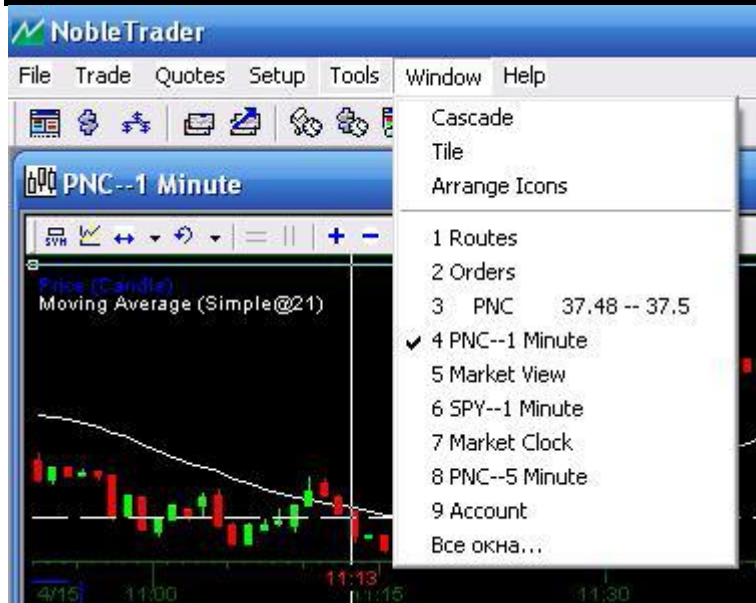 NobleTrader
File Trade Quotes Setup Tools Window Help
Cascade
Tile
Arrange Icons
1 Routes
2 Orders
3 PNC 37.48 -- 37.5
4 PNC--1 Minute
5 Market View
6 SPY--1 Minute
7 Market Clock
8 PNC--5 Minute
9 Account
Все окна...
PNC--1 Minute
SYM
Price (Candle)
Moving Average (Simple@21)
11:13
4/15 11:00 11:15 11:30